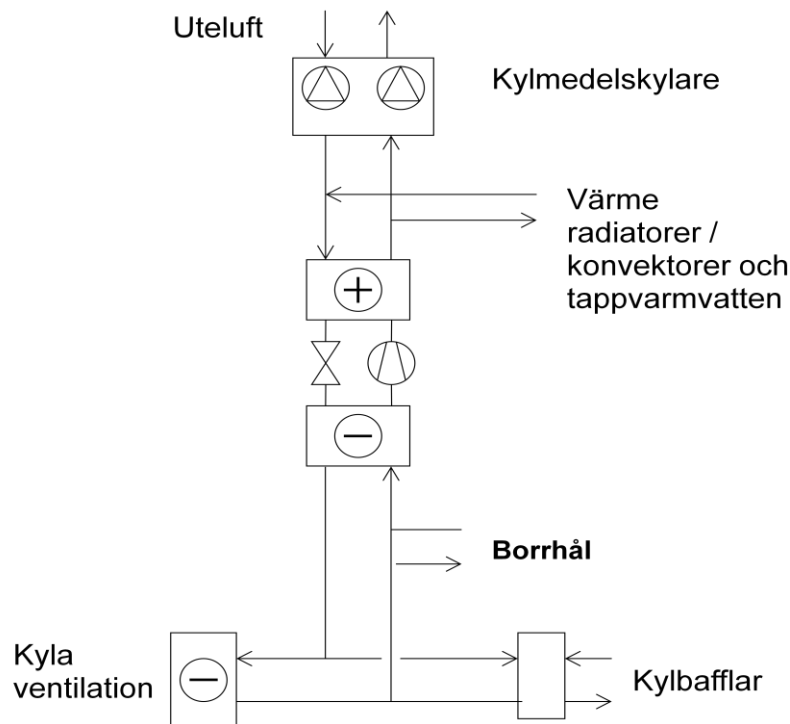 Uteluft
Kylmedelskylare
Värme
radiatorer /
konvektorer och
tappvarmvatten
Borrhål
Kyla
ventilation
Kylbafflar